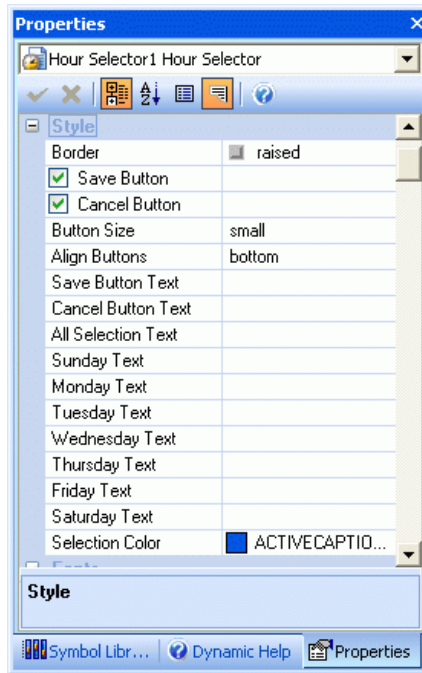 Properties
Hour Selector1 Hour Selector
Style
Border raised
Save Button
Cancel Button
Button Size small
Align Buttons bottom
Save Button Text
Cancel Button Text
All Selection Text
Sunday Text
Monday Text
Tuesday Text
Wednesday Text
Thursday Text
Friday Text
Saturday Text
Selection Color ACTIVECAPTIO...
Style
Symbol Libr... Dynamic Help Properties